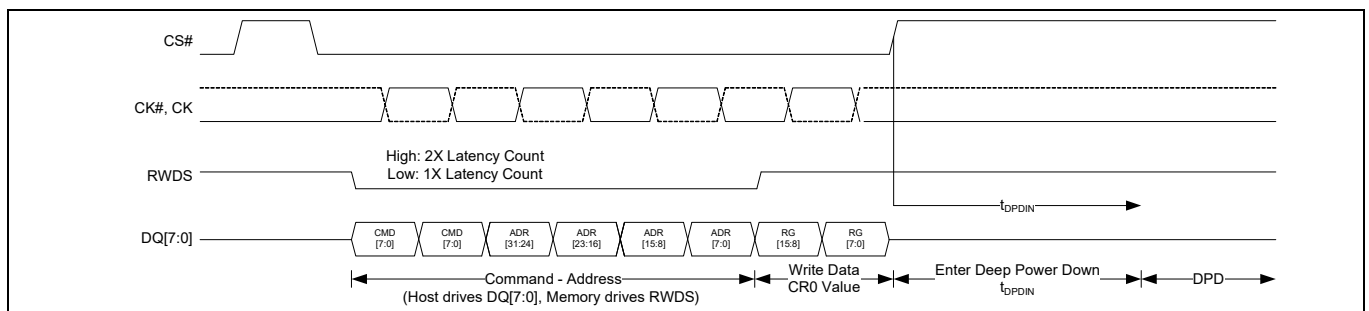 CS#
CK#, CK
High: 2X Latency Count
Low: 1X Latency Count
RWDS
tDPDIN
DQ[7:0]
CMD
[7:0]
CMD
[7:0]
ADR
[31:24]
ADR
[23:16]
ADR
[15:8]
ADR
[7:0]
RG
[15:8]
RG
[7:0]
Command - Address
(Host drives DQ[7:0], Memory drives RWDS)
Write Data
CR0 Value
Enter Deep Power Down
tDPDIN
DPD